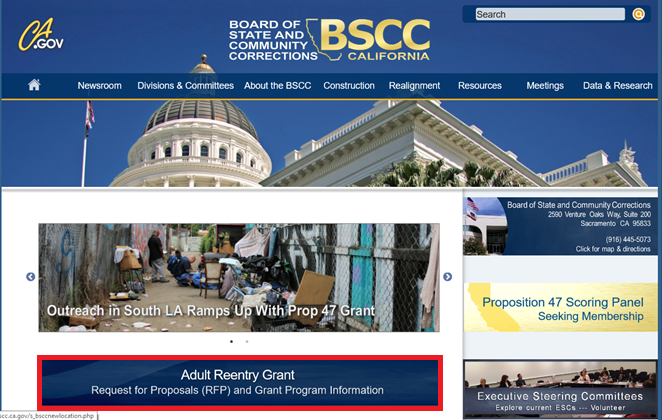 CA
.GOV
BOARD OF
STATE AND
COMMUNITY
CORRECTIONS
BSCC
CALIFORNIA
Search
Newsroom Divisions & Committees About the BSCC Construction Realignment Resources Meetings Data & Research
Outreach in South LA Ramps Up With Prop 47 Grant
Adult Reentry Grant
Request for Proposals (RFP) and Grant Program Information
Board of State and Community Corrections
2590 Venture Oaks Way, Suite 200
Sacramento CA 95833
(916) 445-5073
Click for map & directions
Proposition 47 Scoring Panel
Seeking Membership
Executive Steering Committees
Explore current ESCs --- Volunteer
scc.ca.gov/s_bsccnewlocation.php